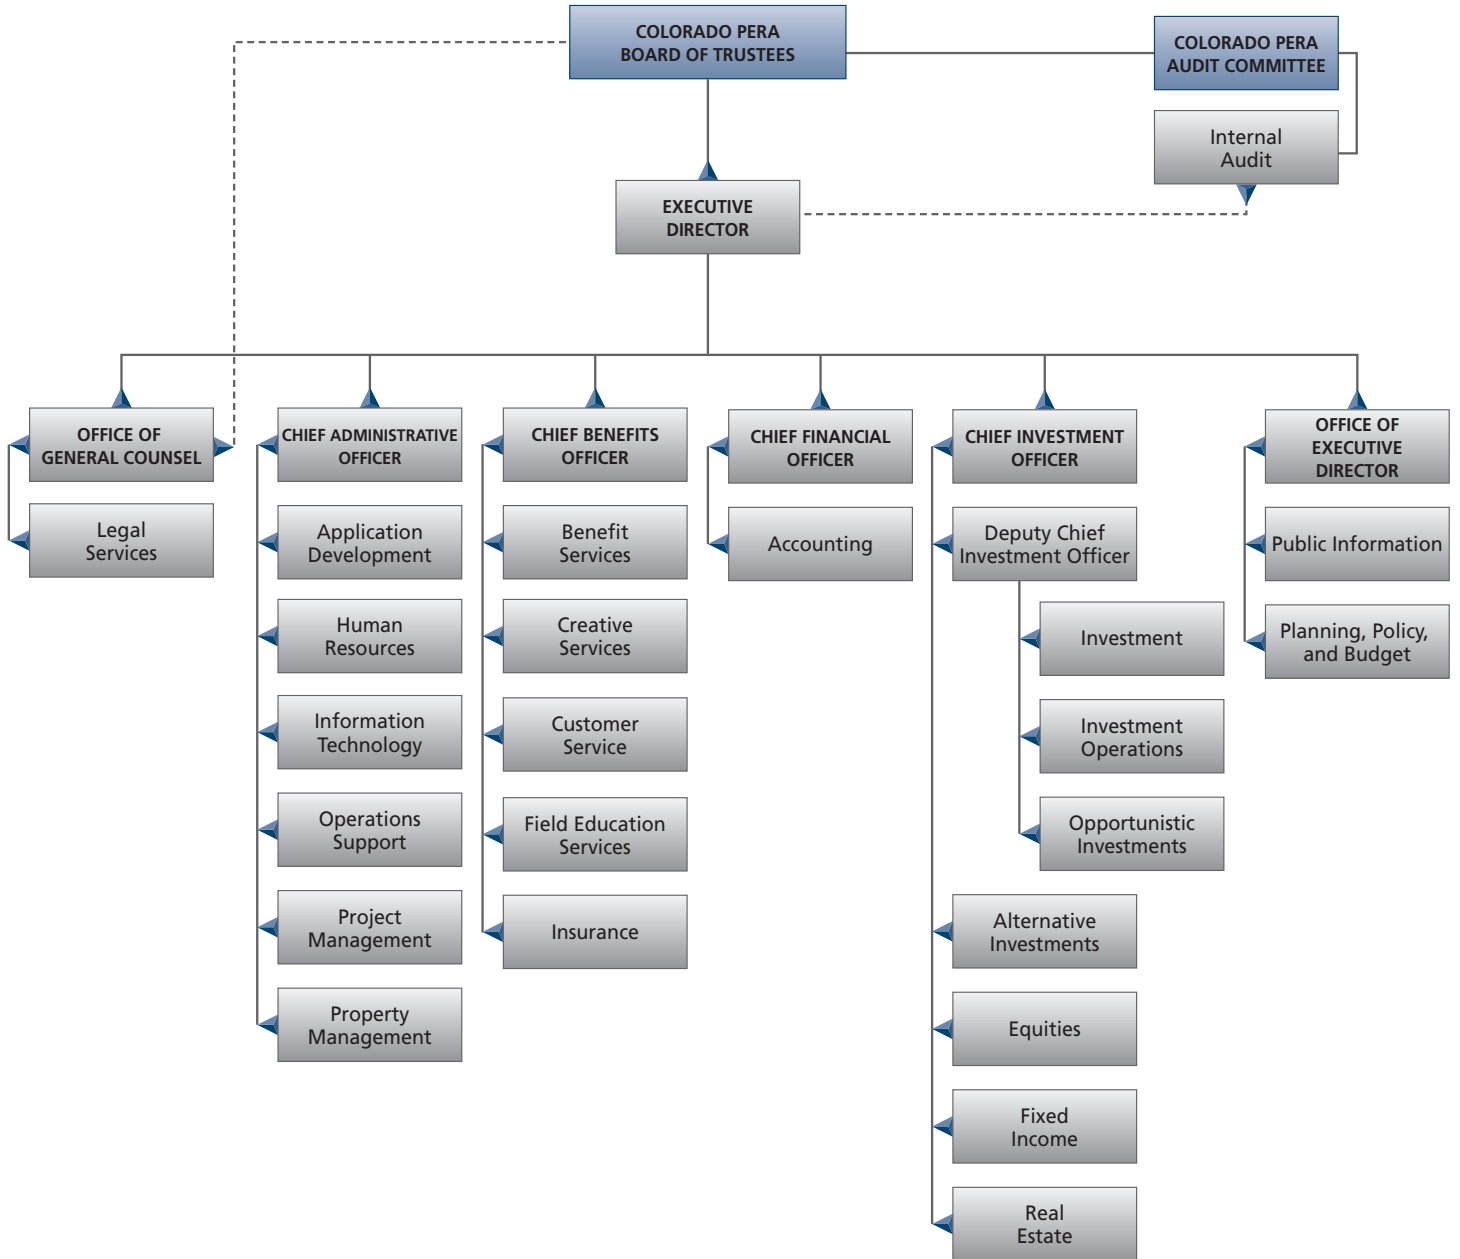 COLORADO PERA
BOARD OF TRUSTEES
COLORADO PERA
AUDIT COMMITTEE
Internal
Audit
EXECUTIVE
DIRECTOR
OFFICE OF
GENERAL COUNSEL
Legal
Services
CHIEF ADMINISTRATIVE
OFFICER
Application
Development
Human
Resources
Information
Technology
Operations
Support
Project
Management
Property
Management
CHIEF BENEFITS
OFFICER
Benefit
Services
Creative
Services
Customer
Service
Field Education
Services
Insurance
CHIEF FINANCIAL
OFFICER
Accounting
CHIEF INVESTMENT
OFFICER
Deputy Chief
Investment Officer
Investment
Investment
Operations
Opportunistic
Investments
Alternative
Investments
Equities
Fixed
Income
Real
Estate
OFFICE OF
EXECUTIVE
DIRECTOR
Public Information
Planning, Policy,
and Budget